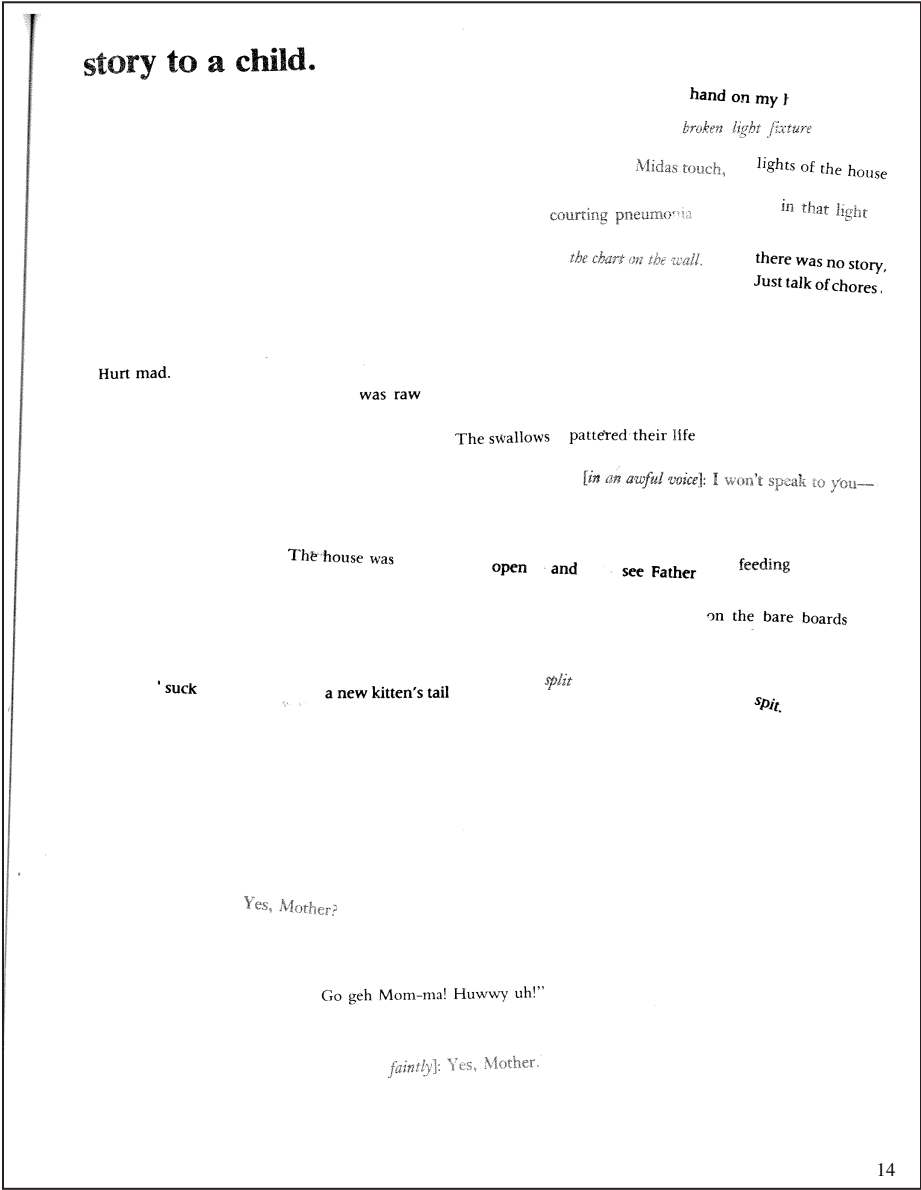 story to a child.
hand on my
broken light fixture
Midas touch, lights of the house
courting pneumonia in that light
the chart on the wall. there was no story,
Just talk of chores.
Hurt mad.
was raw
The swallows pattered their life
[in an awful voice]: I won't speak to you—
The house was open and see Father feeding
on the bare boards
' suck a new kitten's tail split spit.
Yes, Mother?
Go geh Mom-ma! Huwwy uh!"
faintly]: Yes, Mother.
14